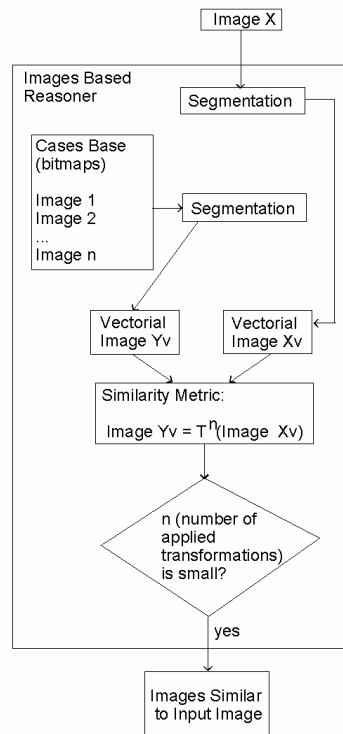 Image X
Images Based
Reasoner
Segmentation
Cases Base
(bitmaps)
Image 1
Image 2
...
Image n
Segmentation
Vectorial
Image Yv
Vectorial
Image Xv
Similarity Metric:
Image Yv = T^n(Image Xv)
n (number of
applied
transformations)
is small?
yes
Images Similar
to Input Image